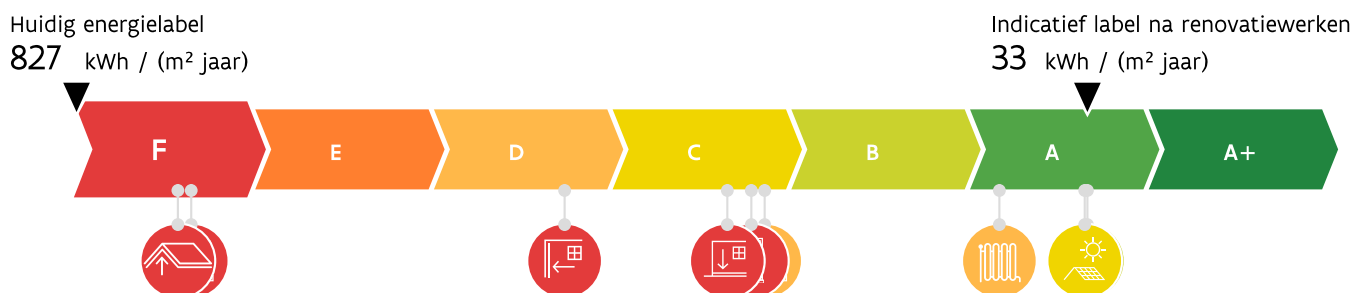 Huidig energielabel
827 kWh / (m² jaar)
Indicatief label na renovatiewerken
33 kWh / (m² jaar)
F E D C B A A+